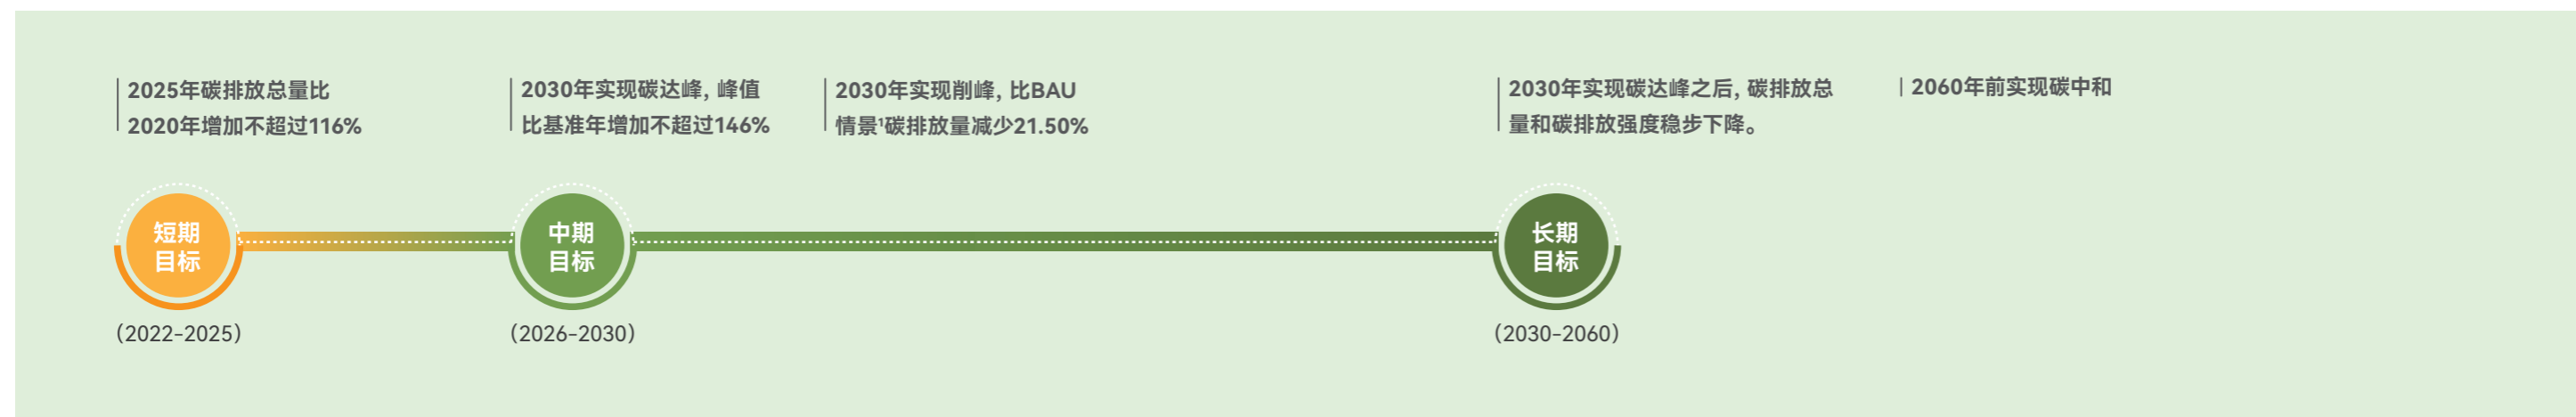 2025年碳排放总量比
2020年增加不超过116%
2030年实现碳达峰, 峰值
比基准年增加不超过146%
2030年实现削峰, 比BAU
情景¹碳排放量减少21.50%
2030年实现碳达峰之后, 碳排放总
量和碳排放强度稳步下降。
2060年前实现碳中和
短期
目标
中期
目标
长期
目标
(2022-2025)
(2026-2030)
(2030-2060)